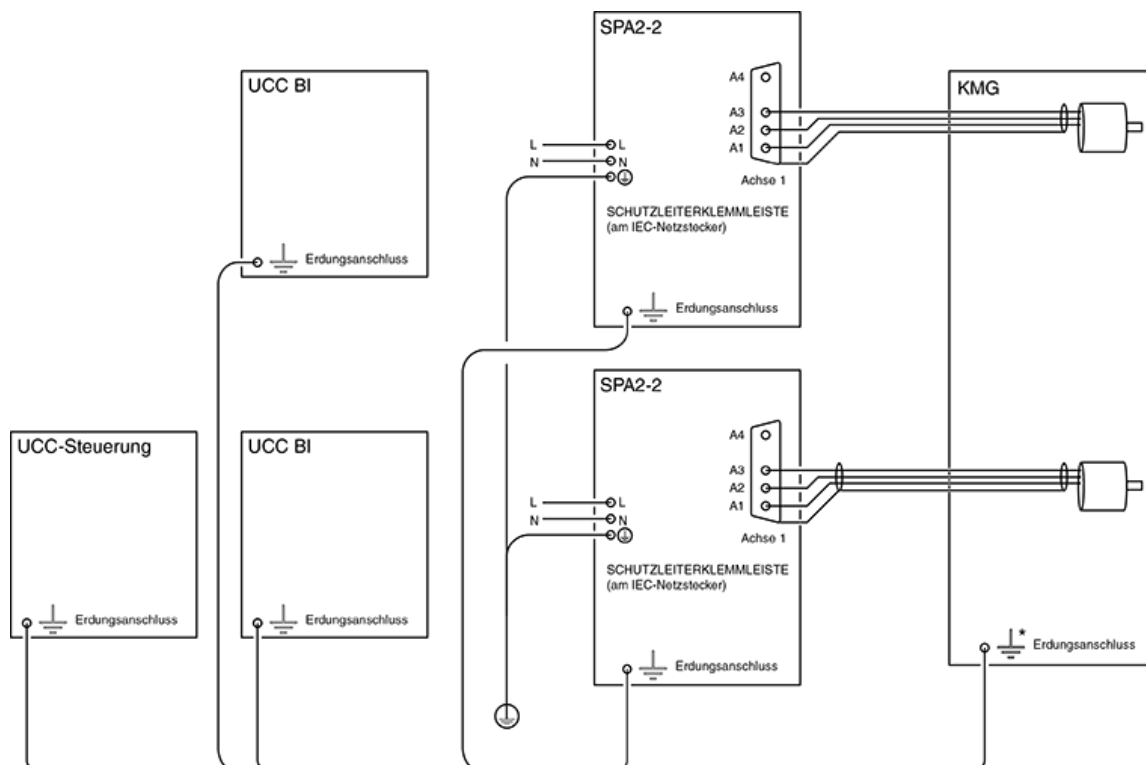 SPA2-2
UCC BI
KMG
A4
A3
A2
A1
L
L
N
N
Achse 1
SCHUTZLEITERKLEMMLEISTE
(am IEC-Netzstecker)
Erdungsanschluss
Erdungsanschluss
SPA2-2
UCC-Steuerung
UCC BI
A4
A3
A2
A1
L
L
N
N
Achse 1
SCHUTZLEITERKLEMMLEISTE
(am IEC-Netzstecker)
Erdungsanschluss
Erdungsanschluss
* Erdungsanschluss
Erdungsanschluss